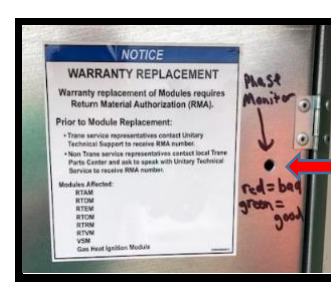 NOTICE
WARRANTY REPLACEMENT
Warranty replacement of Modules requires
Return Material Authorization (RMA).
Prior to Module Replacement:
• Trane service representatives contact Unitary
Technical Support to receive RMA number.
• Non Trane service representatives contact local Trane
Parts Center and ask to speak with Unitary Technical
Service to receive RMA number.
Modules Affected:
RTAM
RTDM
RTEM
RTOM
RTRM
RTVM
VSM
Gas Heat Ignition Module
Phase
Monitor
red = bad
green =
good